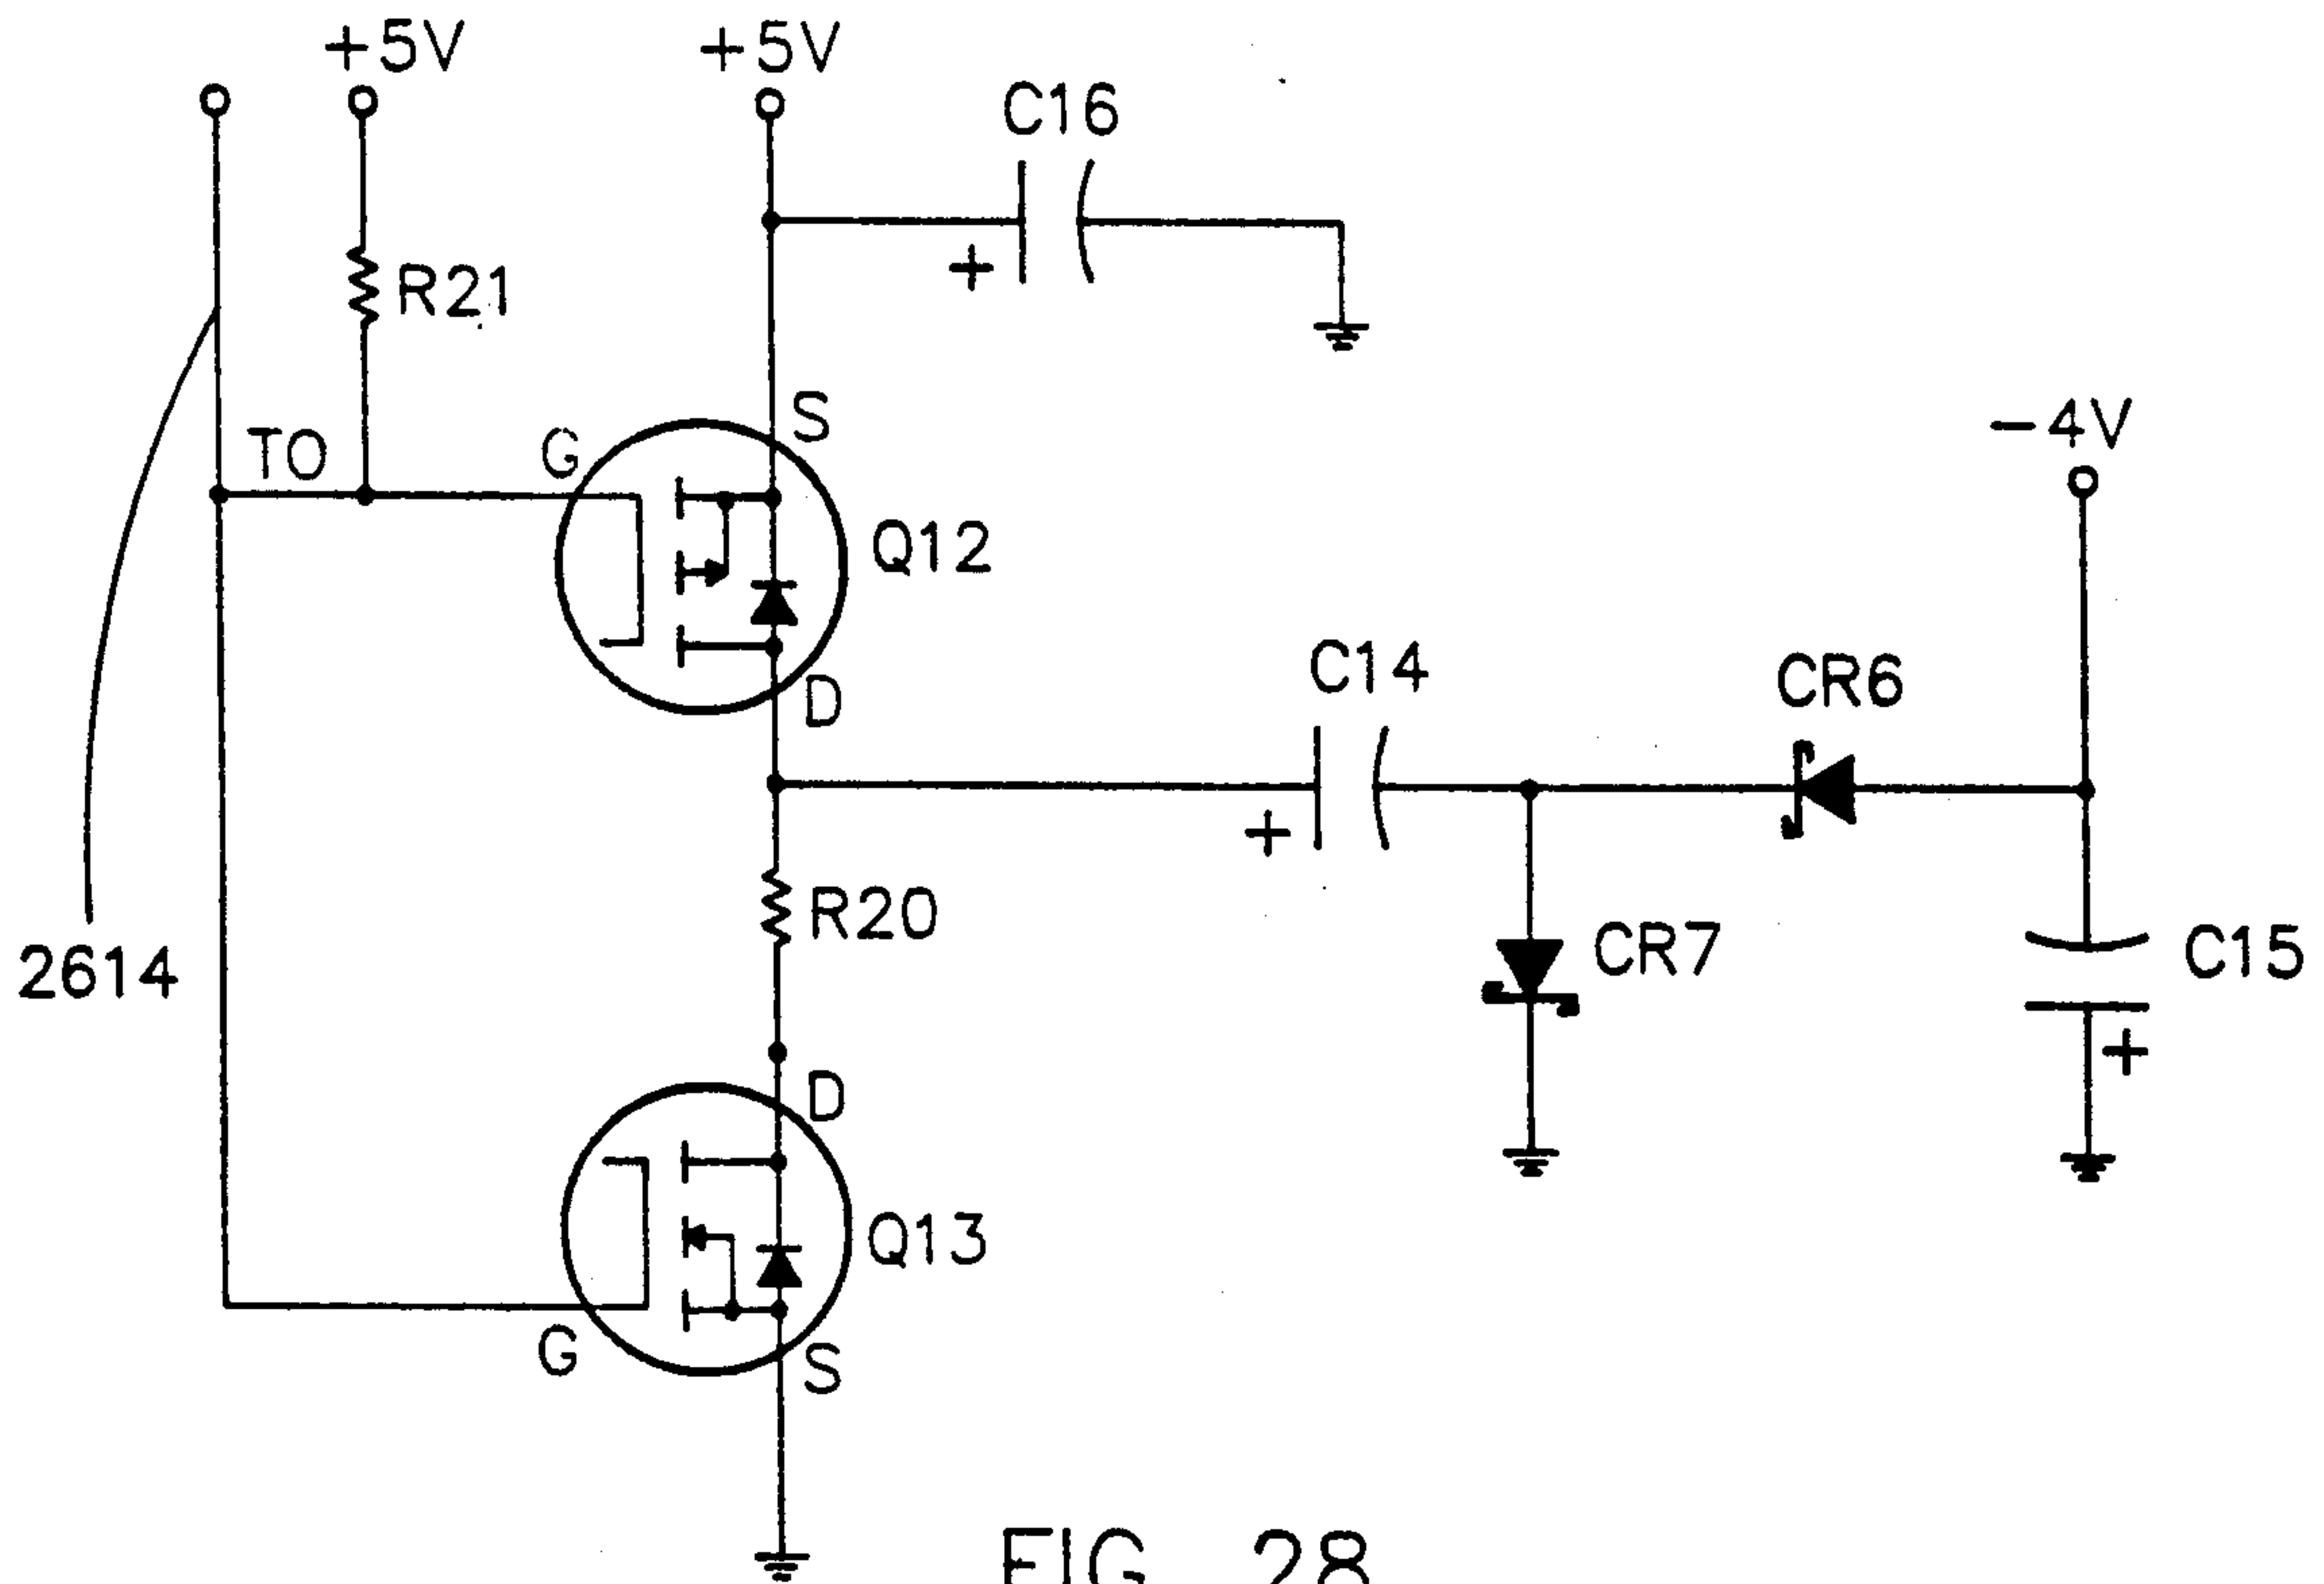 +5V
+5V
C16
+
R21
S
-4V
TO
G
Q12
C14
CR6
D
+
R20
CR7
C15
2614
+
D
Q13
G
S
FIG. 28